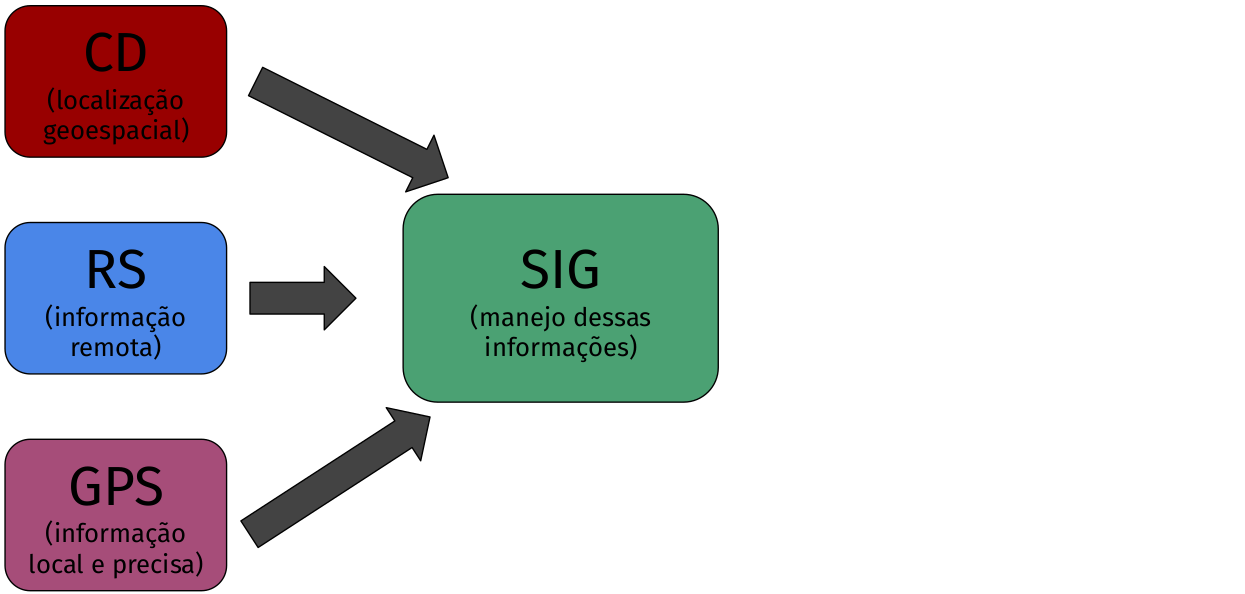 CD
(localização
geoespacial)
RS
(informação
remota)
GPS
(informação
local e precisa)
SIG
(manejo dessas
informações)